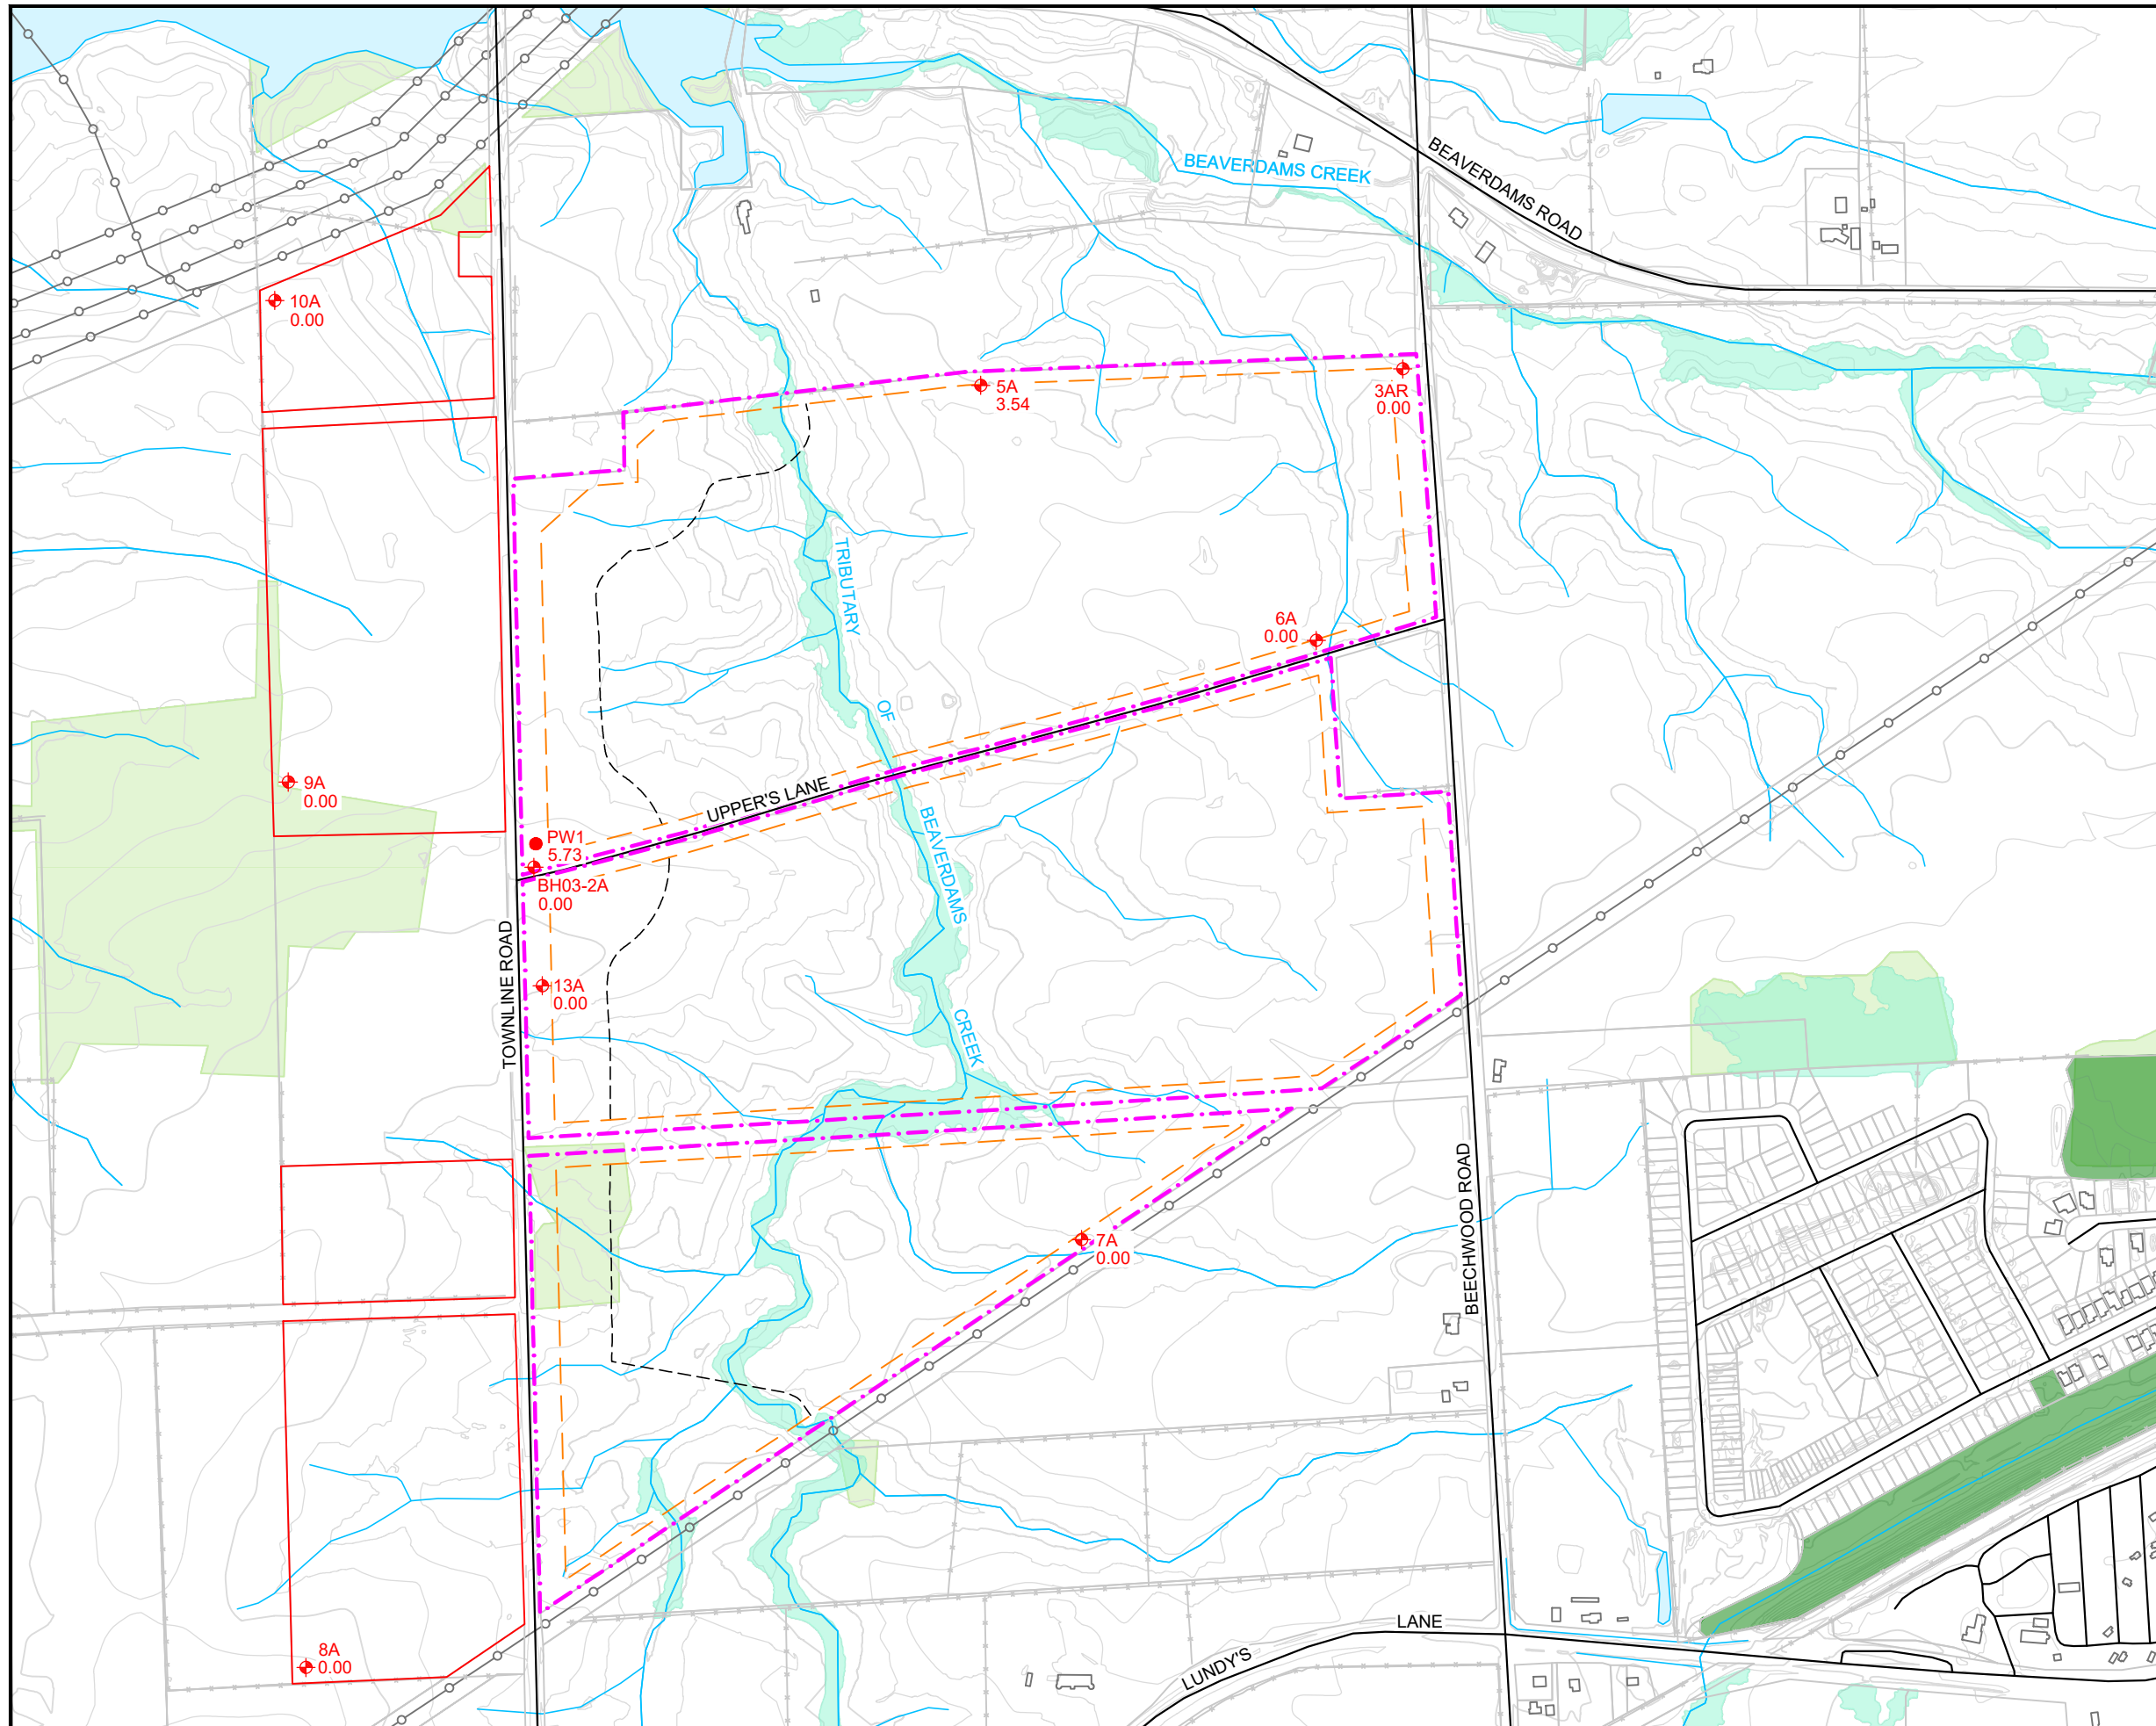 BEAVERDAMS CREEK
BEAVERDAMS ROAD
10A
0.00
5A
3.54
3AR
0.00
TRIBUTARY
OF
BEAVERDAMS
CREEK
6A
0.00
9A
0.00
UPPER'S LANE
PW1
5.73
BH03-2A
0.00
TOWNLINE ROAD
13A
0.00
BEECHWOOD ROAD
7A
0.00
8A
0.00
LUNDY'S
LANE